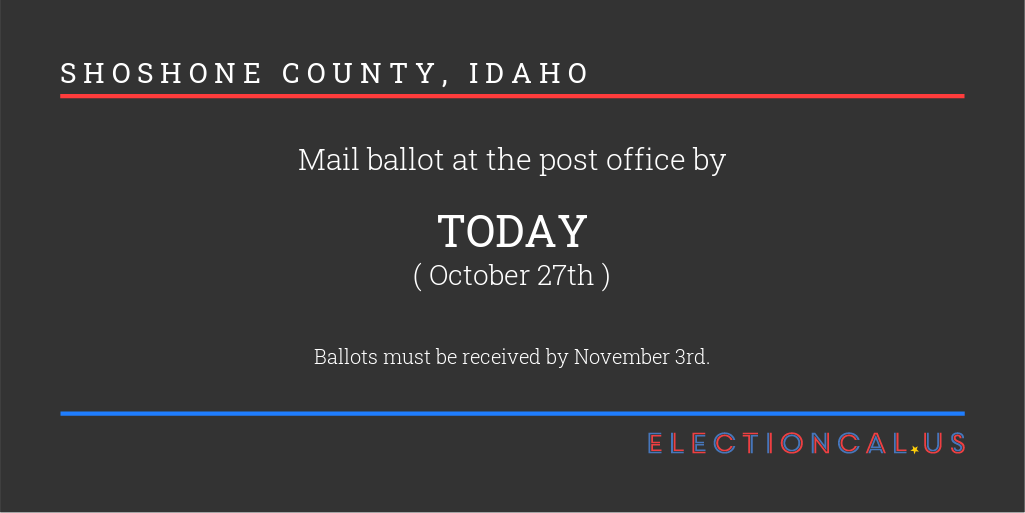 SHOSHONE COUNTY, IDAHO
Mail ballot at the post office by
TODAY
( October 27th )
Ballots must be received by November 3rd.
ELECTIONCAL.US